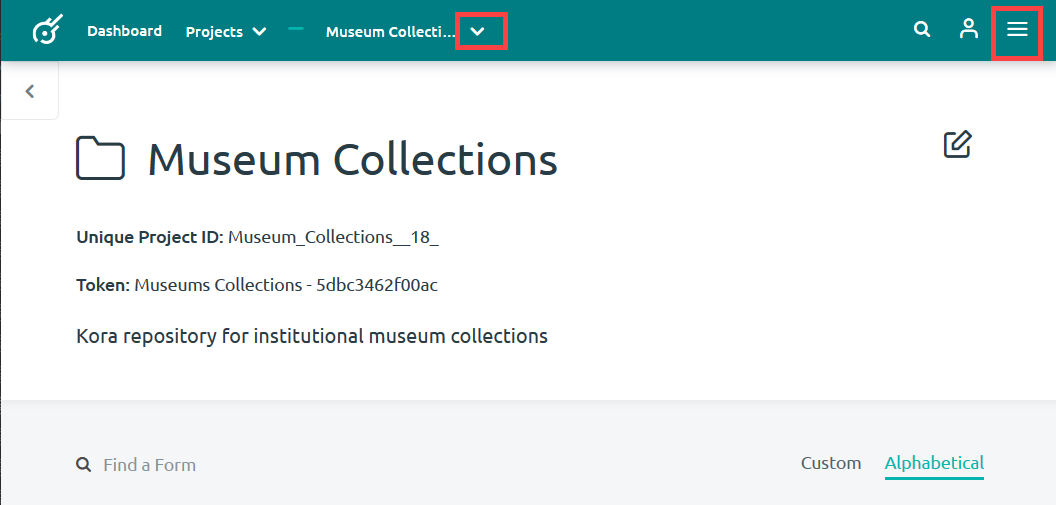 Dashboard Projects Museum Collecti...
Museum Collections
Unique Project ID: Museum_Collections__18_
Token: Museums Collections - 5dbc3462f00ac
Kora repository for institutional museum collections
Find a Form Custom Alphabetical